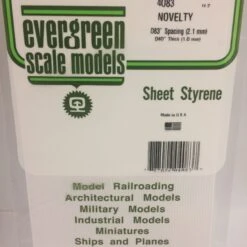 4083
NOVELTY
.083" Spacing (2.1 mm)
.040" Thick (1.0 mm)
evergreen
scale models
Sheet Styrene
Made in U.S.A.
Model Railroading
Architectural Models
Military Models
Industrial Models
Miniatures
Ships and Planes